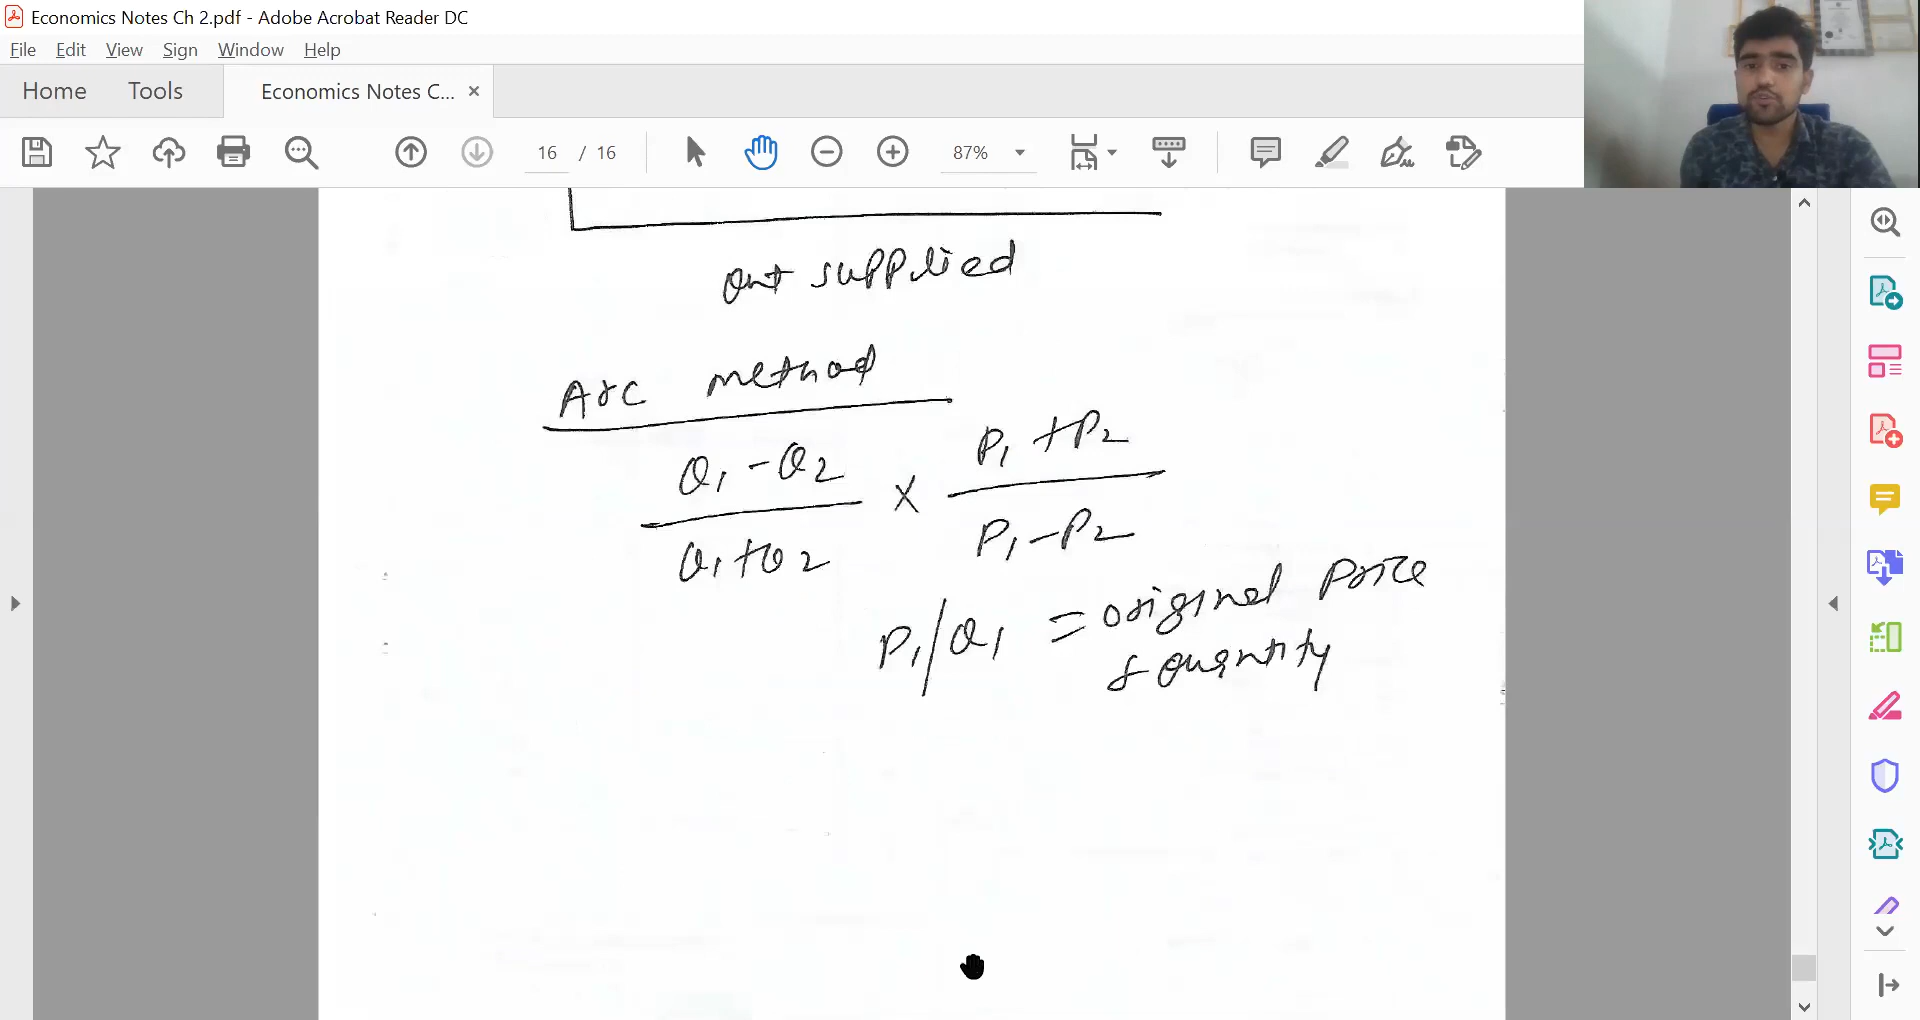 Economics Notes Ch 2.pdf - Adobe Acrobat Reader DC
File Edit View Sign Window Help
Home Tools Economics Notes C... ×
16 / 16 87%
Qnt supplied
Arc method
Q1 - Q2
Q1 + Q2
×
P1 + P2
P1 - P2
P1/Q1 = original price
& quantity